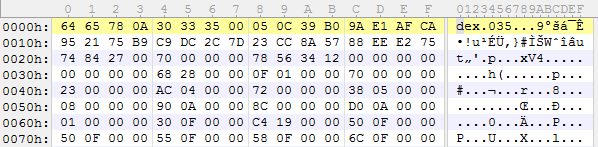 0 1 2 3 4 5 6 7 8 9 A B C D E F 0123456789ABCDEF
0000h: 64 65 78 0A 30 33 35 00 05 0C 39 B0 9A E1 AF CA dex.035...9°šá¯Ê
0010h: 95 21 75 B9 C9 DC 2C 7D 23 CC 8A 57 88 EE E2 75 •!u¹ÉÜ,}#ÌŠWˆîâu
0020h: 74 84 27 00 70 00 00 00 78 56 34 12 00 00 00 00 t„'.p...xV4.....
0030h: 00 00 00 00 68 28 00 00 0F 01 00 00 70 00 00 00 ....h(......p...
0040h: 23 00 00 00 AC 04 00 00 72 00 00 00 38 05 00 00 #...¬...r...8...
0050h: 08 00 00 00 90 0A 00 00 8C 00 00 00 D0 0A 00 00 ........Œ...Ð...
0060h: 01 00 00 00 30 0F 00 00 C4 19 00 00 50 0F 00 00 ....0...Ä...P...
0070h: 50 0F 00 00 55 0F 00 00 58 0F 00 00 6C 0F 00 00 P...U...X...l...